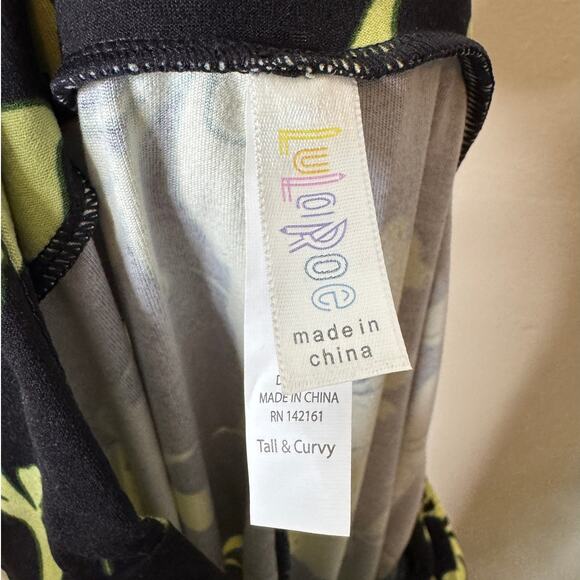 LuLaRoe
made in
china
MADE IN CHINA
RN 142161
Tall & Curvy